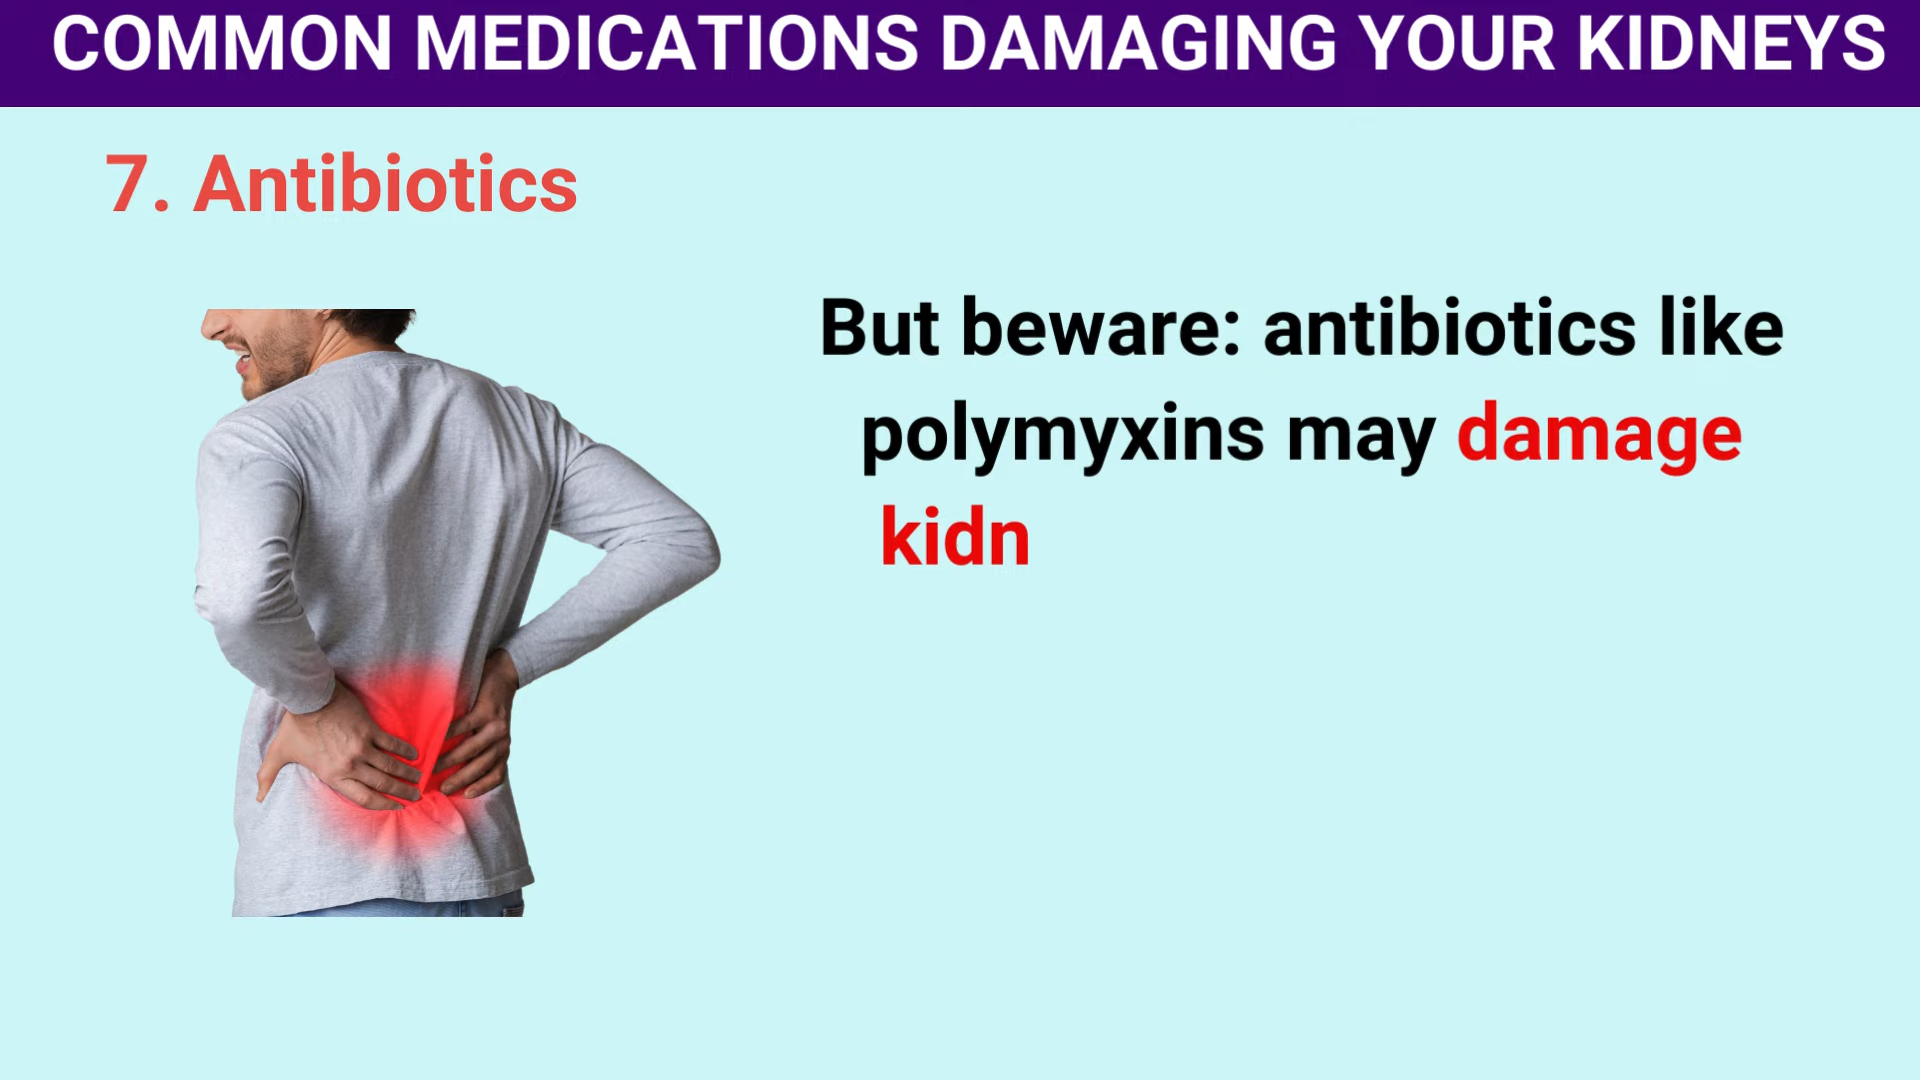 COMMON MEDICATIONS DAMAGING YOUR KIDNEYS
7. Antibiotics
But beware: antibiotics like
polymyxins may damage
kidn